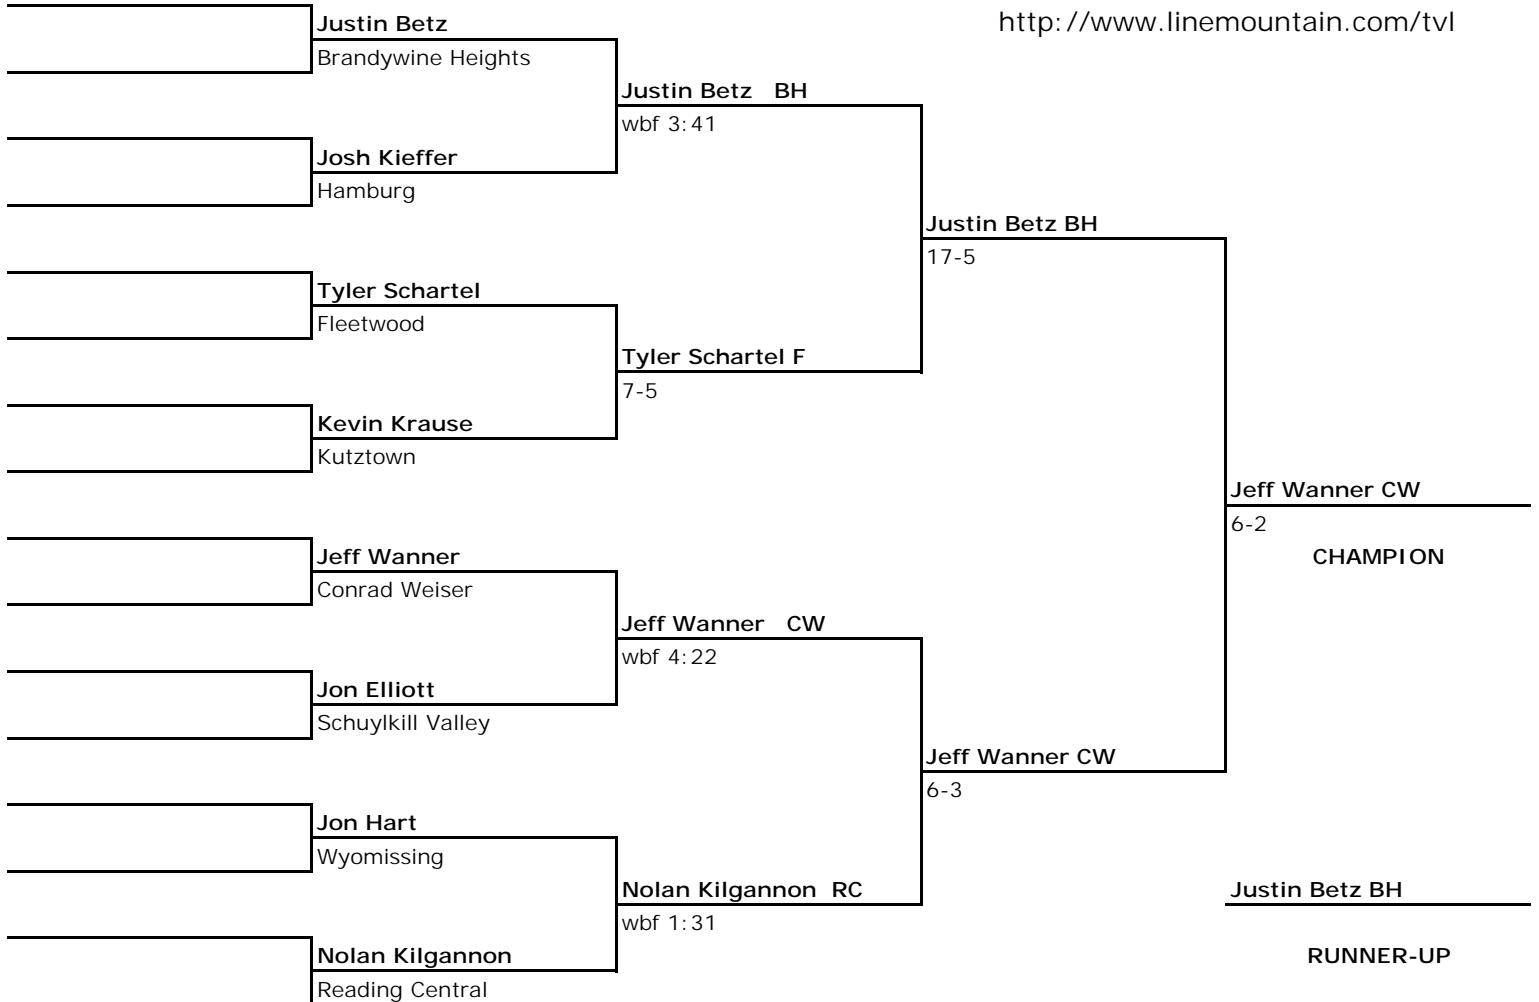 http://www.linemountain.com/tvl
Justin Betz
Brandywine Heights
Justin Betz BH
wbf 3:41
Josh Kieffer
Hamburg
Justin Betz BH
17-5
Tyler Schartel
Fleetwood
Tyler Schartel F
7-5
Kevin Krause
Kutztown
Jeff Wanner CW
6-2
CHAMPION
Jeff Wanner
Conrad Weiser
Jeff Wanner CW
wbf 4:22
Jon Elliott
Schuylkill Valley
Jeff Wanner CW
6-3
Jon Hart
Wyomissing
Nolan Kilgannon RC
wbf 1:31
Justin Betz BH
RUNNER-UP
Nolan Kilgannon
Reading Central